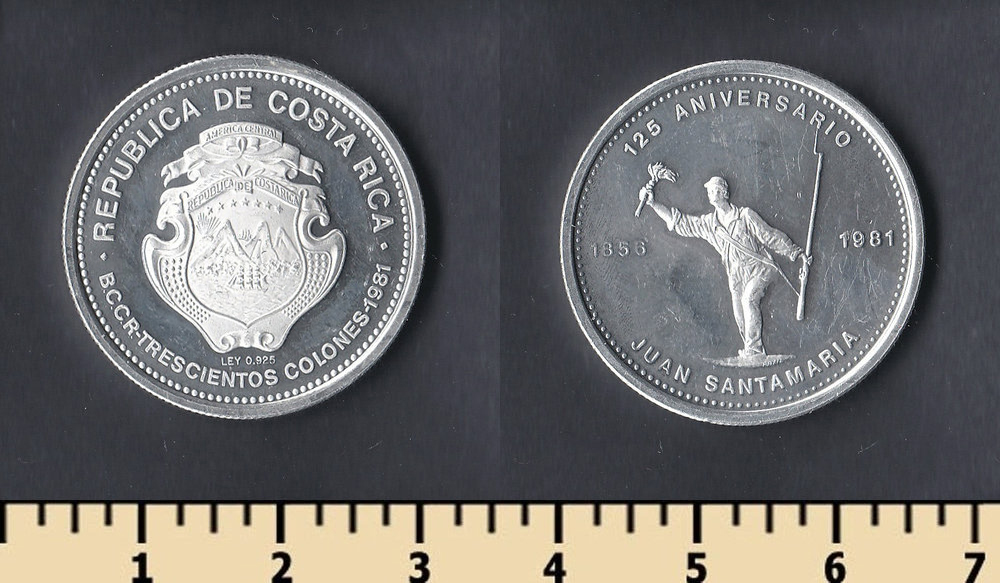 · REPUBLICA DE COSTA RICA ·
AMERICA CENTRAL
REPUBLICA DE COSTA RICA
LEY 0.925
BCCR-TRESCIENTOS COLONES-1981
125 ANIVERSARIO
1856
1981
JUAN SANTAMARIA
1 2 3 4 5 6 7